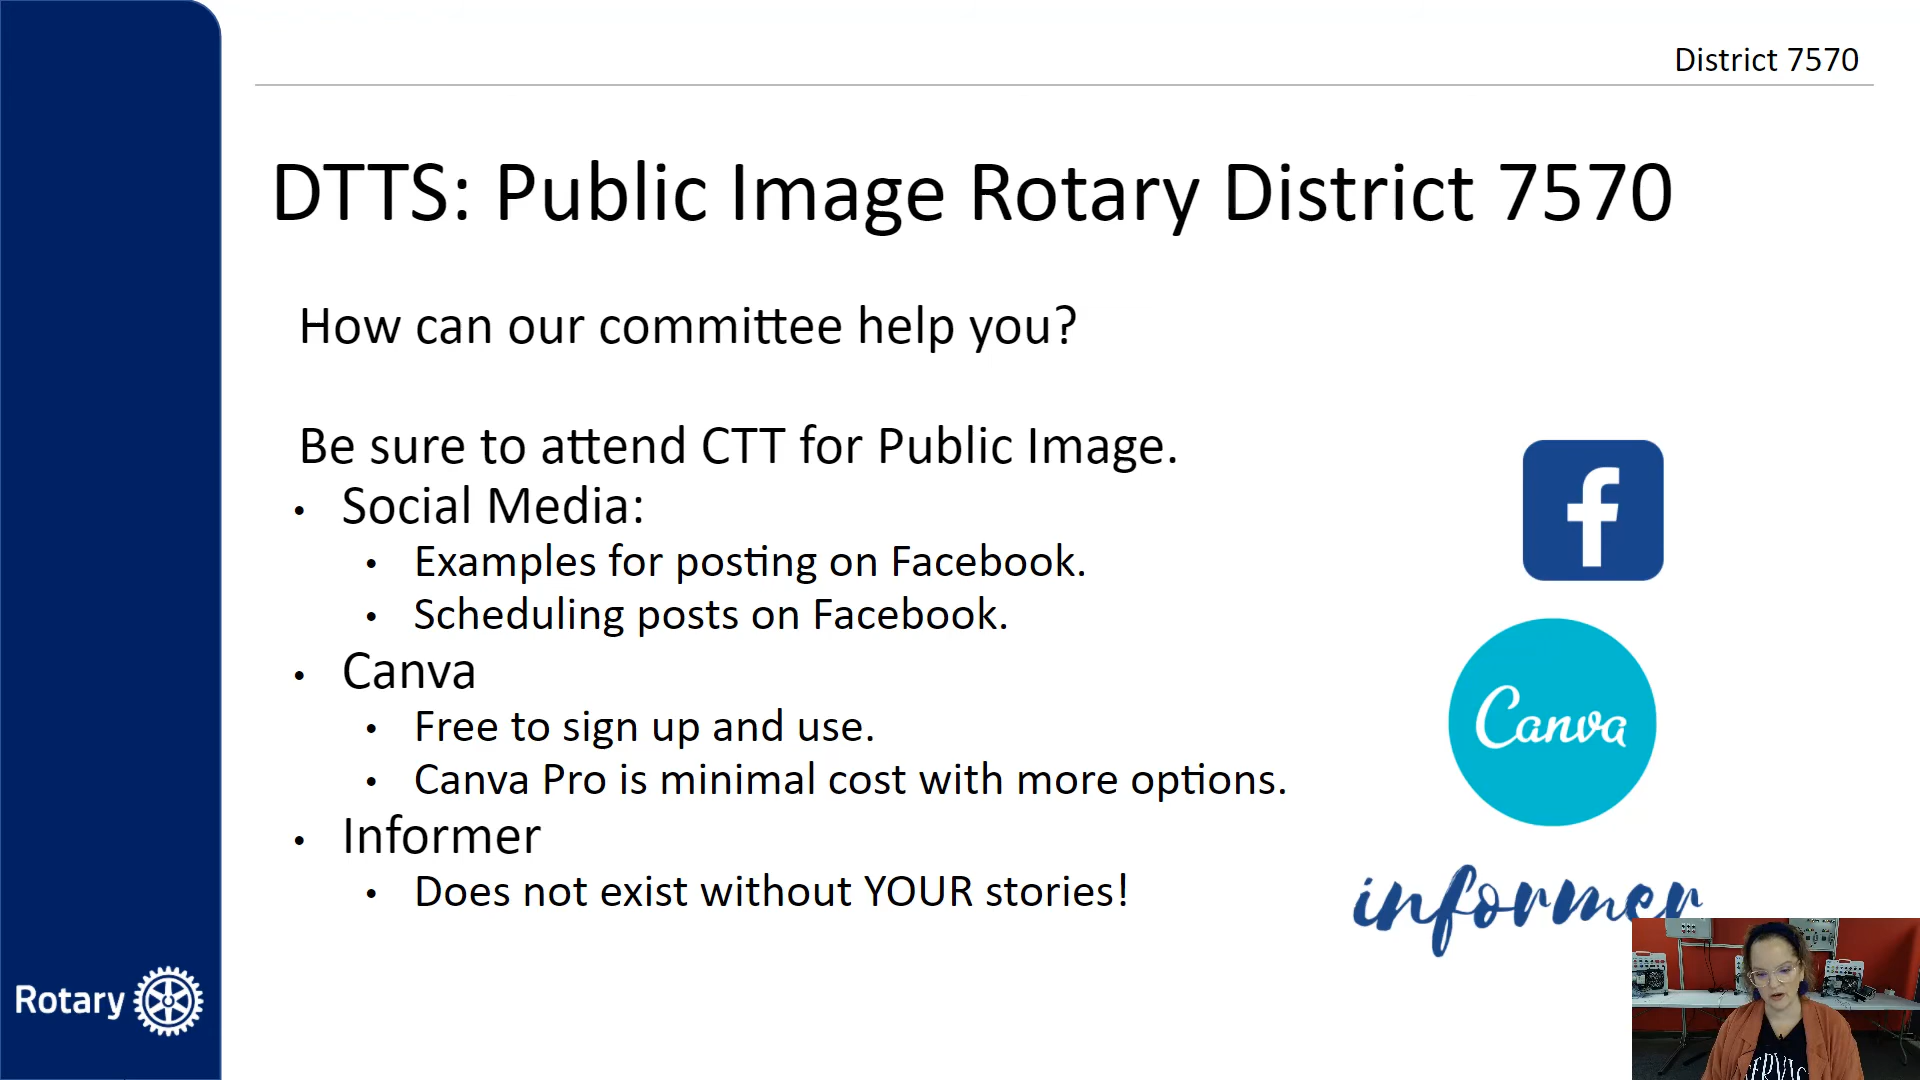 District 7570
DTTS: Public Image Rotary District 7570
How can our committee help you?
Be sure to attend CTT for Public Image.
• Social Media:
• Examples for posting on Facebook.
• Scheduling posts on Facebook.
• Canva
• Free to sign up and use.
• Canva Pro is minimal cost with more options.
• Informer
• Does not exist without YOUR stories!
f
Canva
informer
Rotary